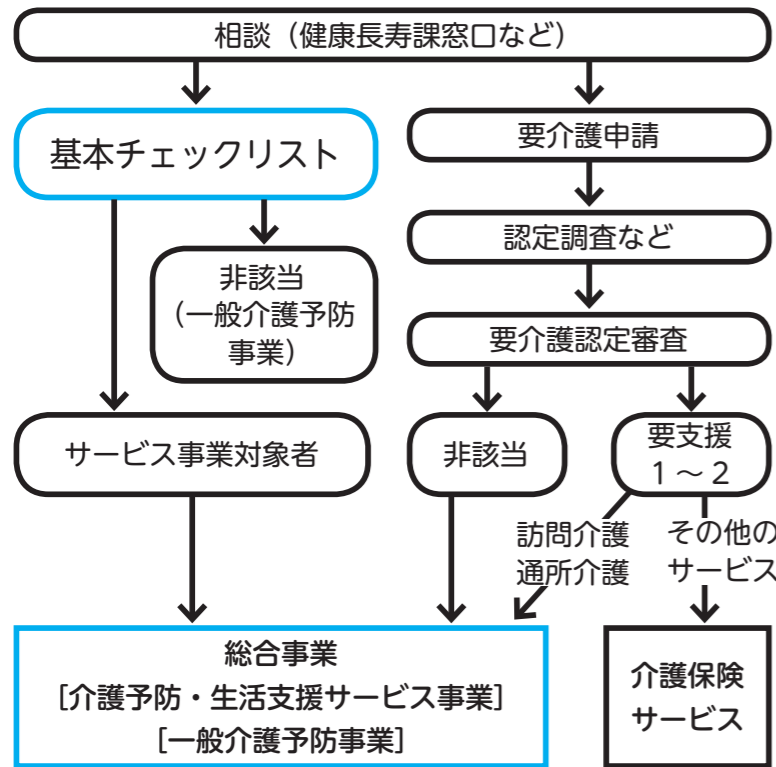 相談（健康長寿課窓口など）
基本チェックリスト
要介護申請
認定調査など
非該当
（一般介護予防
事業）
要介護認定審査
サービス事業対象者
非該当
要支援
1～2
訪問介護
通所介護
その他の
サービス
総合事業
［介護予防・生活支援サービス事業］
［一般介護予防事業］
介護保険
サービス